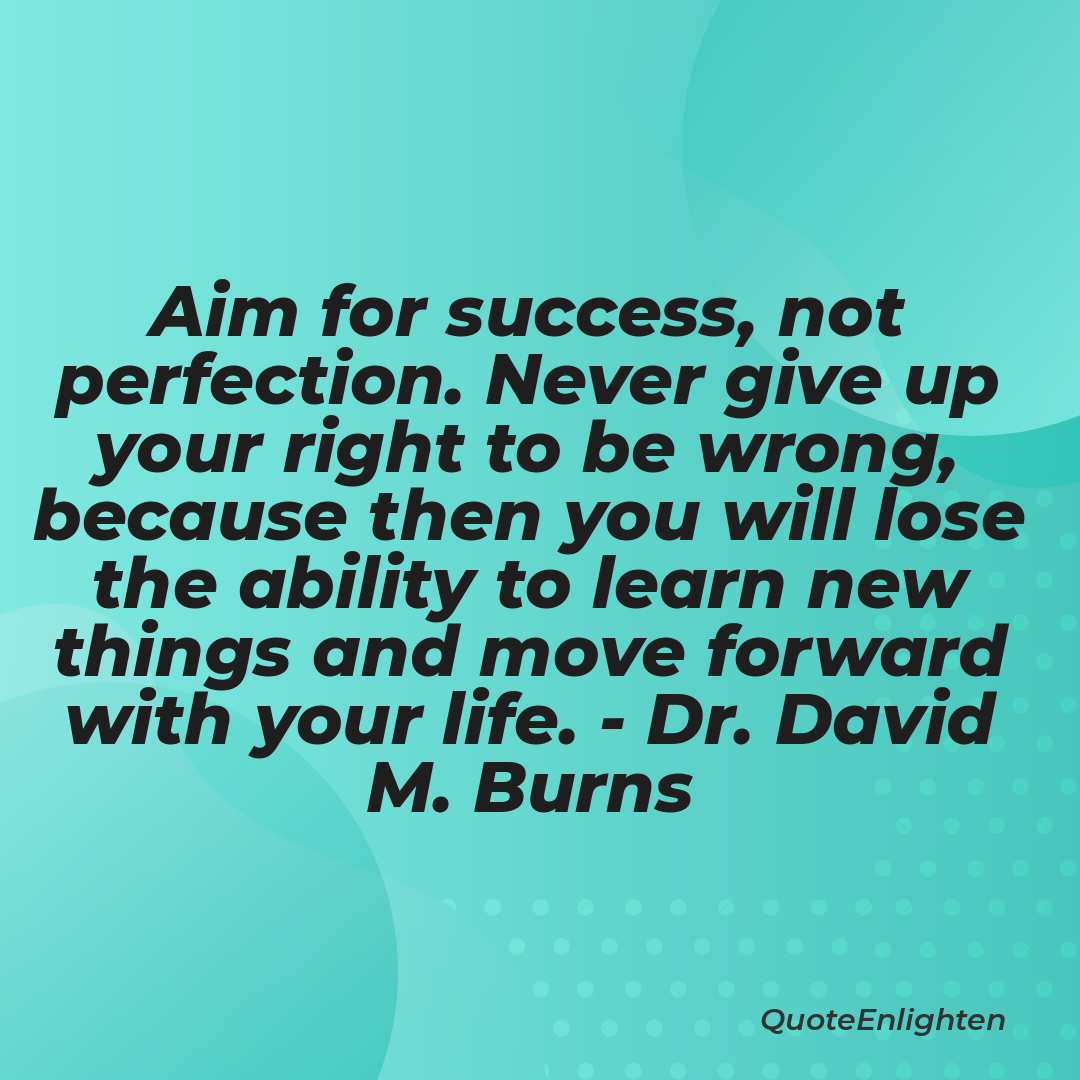 Aim for success, not
perfection. Never give up
your right to be wrong,
because then you will lose
the ability to learn new
things and move forward
with your life. - Dr. David
M. Burns
QuoteEnlighten